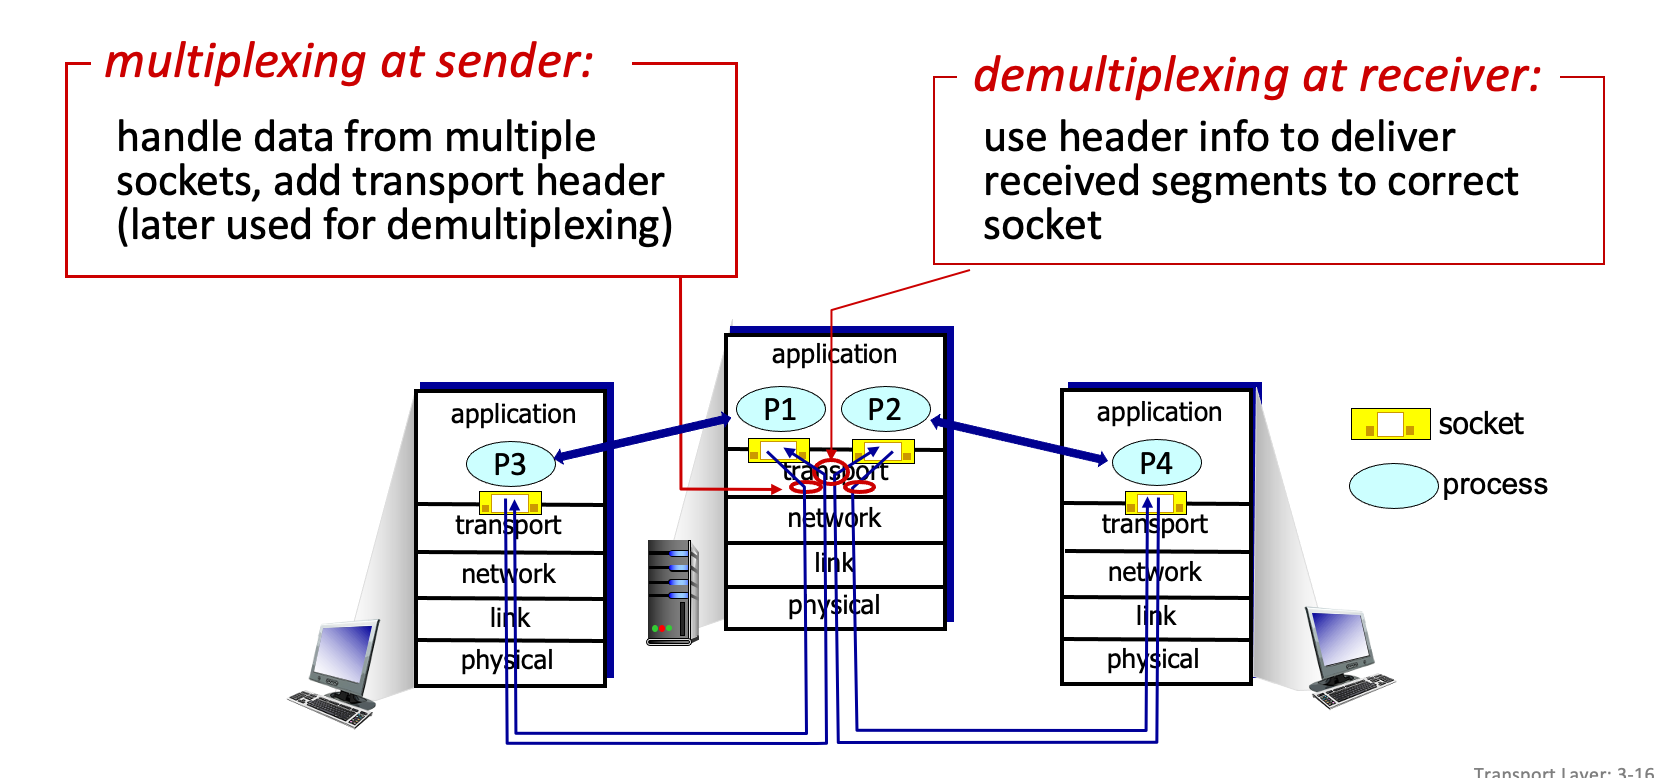 multiplexing at sender:
handle data from multiple
sockets, add transport header
(later used for demultiplexing)
demultiplexing at receiver:
use header info to deliver
received segments to correct
socket
application
P3
transport
network
link
physical
application
P1 P2
transport
network
link
physical
application
P4
transport
network
link
physical
socket
process
Transport Layer: 3-16